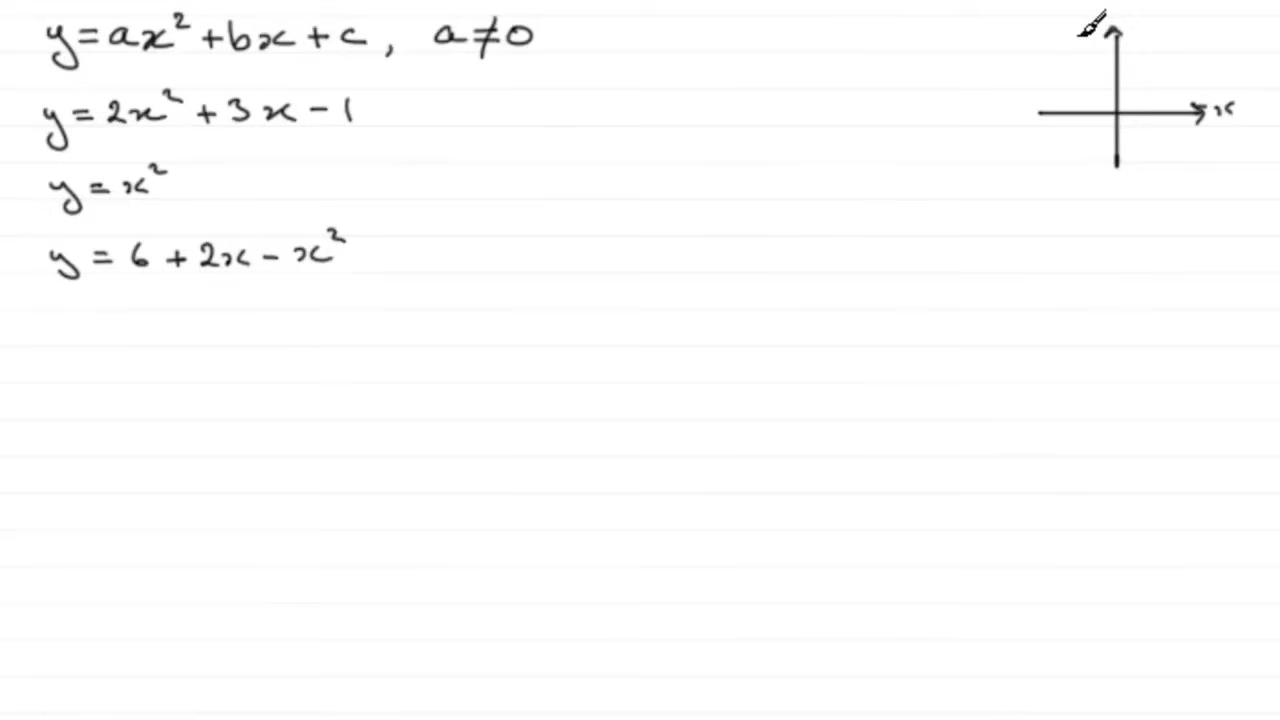 y=ax²+bx+c, a≠0
y=2x²+3x-1
y=x²
y=6+2x-x²
x